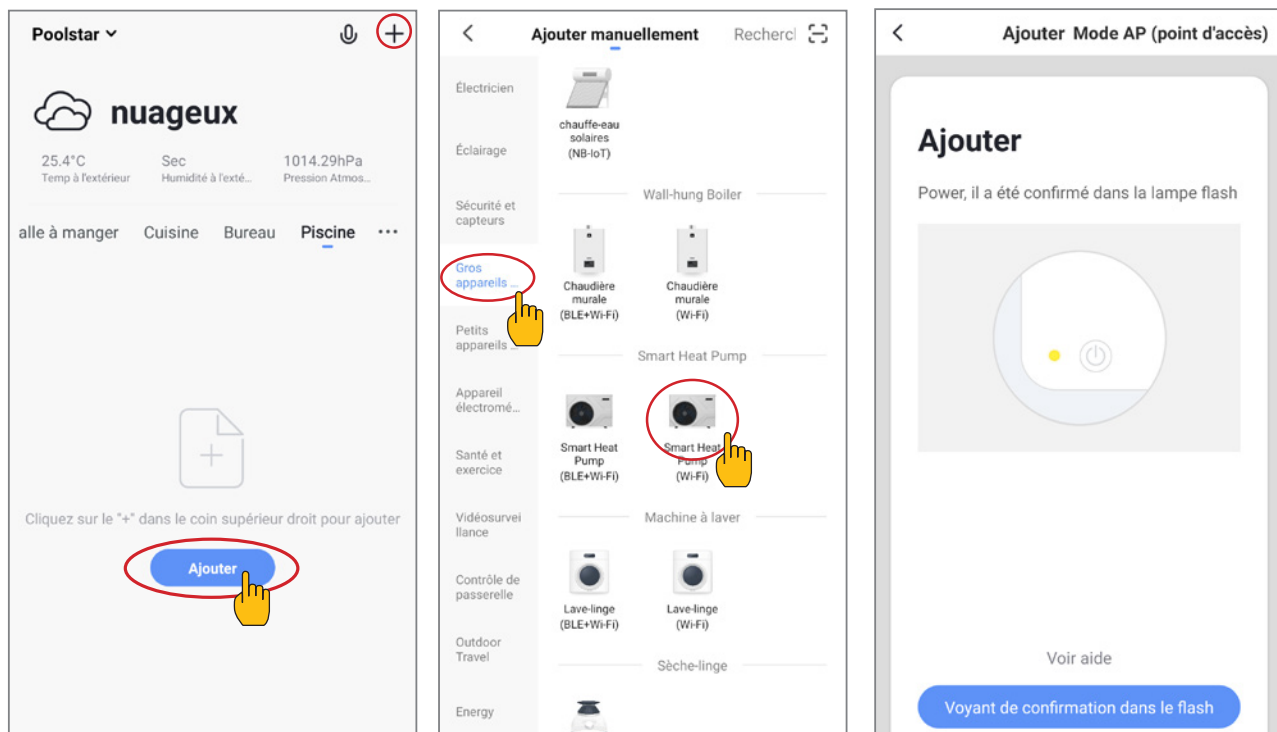 Poolstar
nuageux
25.4°C
Temp à l'extérieur
Sec
Humidité à l'exté...
1014.29hPa
Pression Atmos...
alle à manger Cuisine Bureau Piscine ...
Cliquez sur le "+" dans le coin supérieur droit pour ajouter
Ajouter
Ajouter manuellement Recherc
Électricien
Éclairage
Sécurité et
capteurs
Gros
appareils ...
Petits
appareils ...
Appareil
électromé...
Santé et
exercice
Vidéosurvei
llance
Contrôle de
passerelle
Outdoor
Travel
Energy
chauffe-eau
solaires
(NB-IoT)
Wall-hung Boiler
Chaudière
murale
(BLE+Wi-Fi)
Chaudière
murale
(Wi-Fi)
Smart Heat Pump
Smart Heat
Pump
(BLE+Wi-Fi)
Smart Heat
Pump
(Wi-Fi)
Machine à laver
Lave-linge
(BLE+Wi-Fi)
Lave-linge
(Wi-Fi)
Sèche-linge
Ajouter Mode AP (point d'accès)
Ajouter
Power, il a été confirmé dans la lampe flash
Voir aide
Voyant de confirmation dans le flash